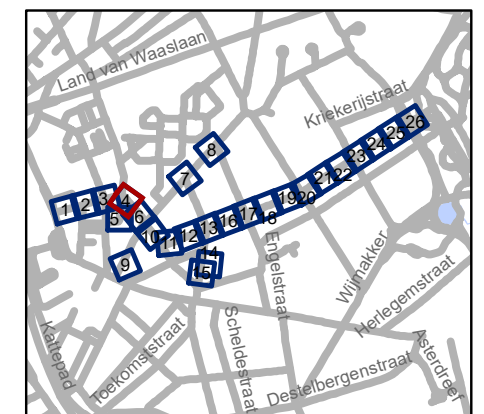 Land van Waaslaan
Kriekerijstraat
8
7
1
2
3
4
5
6
9
10
11
12
13
14
15
16
17
18
19
20
21
22
23
24
25
26
Engelstraat
Wijmakker
Herlegemstraat
Kattepad
Toekomststraat
Scheldestraat
Destelbergenstraat
Asterdreef